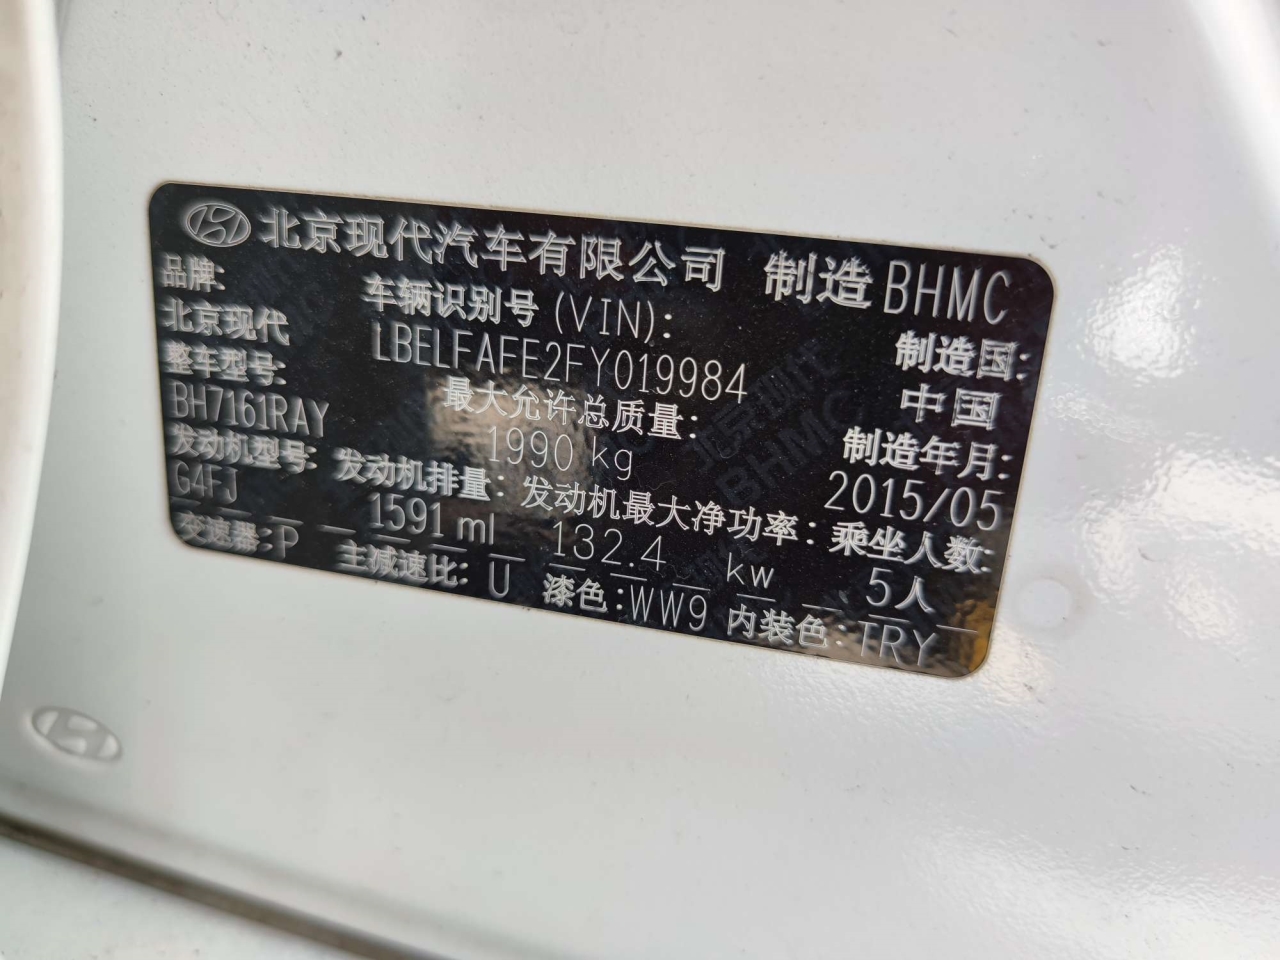 北京现代汽车有限公司 制造 BHMC
品牌: 车辆识别号 (VIN): 制造国:
北京现代 LBELFAFE2FY019984 中国
整车型号: 最大允许总质量: 制造年月:
BH7161RAY 1990 kg 2015/05
发动机型号: 发动机排量: 发动机最大净功率: 乘坐人数:
G4FJ 1591 ml 132.4 kw 5人
变速器:P 主减速比: U 漆色:WW9 内装色:TRY
北京现代
BHMC